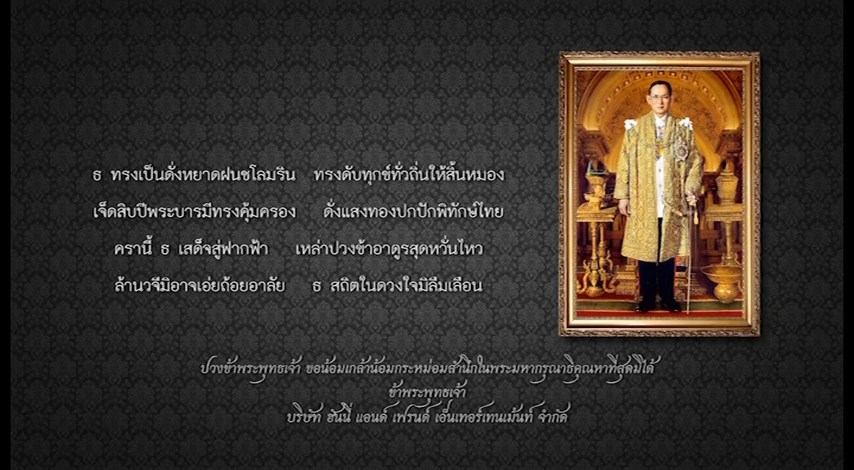 ธ ทรงเป็นดั่งหยาดฝนชโลมริน ทรงดับทุกข์ทั่วถิ่นให้สิ้นหมอง
เจ็ดสิบปีพระบารมีทรงคุ้มครอง ดั่งแสงทองปกปักพิทักษ์ไทย
ครานี้ ธ เสด็จสู่ฟากฟ้า เหล่าปวงข้าอาดูรสุดหวั่นไหว
ล้านวจีมิอาจเอ่ยถ้อยอาลัย ธ สถิตในดวงใจมิลืมเลือน
ปวงข้าพระพุทธเจ้า ขอน้อมเกล้าน้อมกระหม่อมสำนึกในพระมหากรุณาธิคุณหาที่สุดมิได้
ข้าพระพุทธเจ้า
บริษัท ฮันนี่ แอนด์ เฟรนด์ เอ็นเทอร์เทนเม้นท์ จำกัด